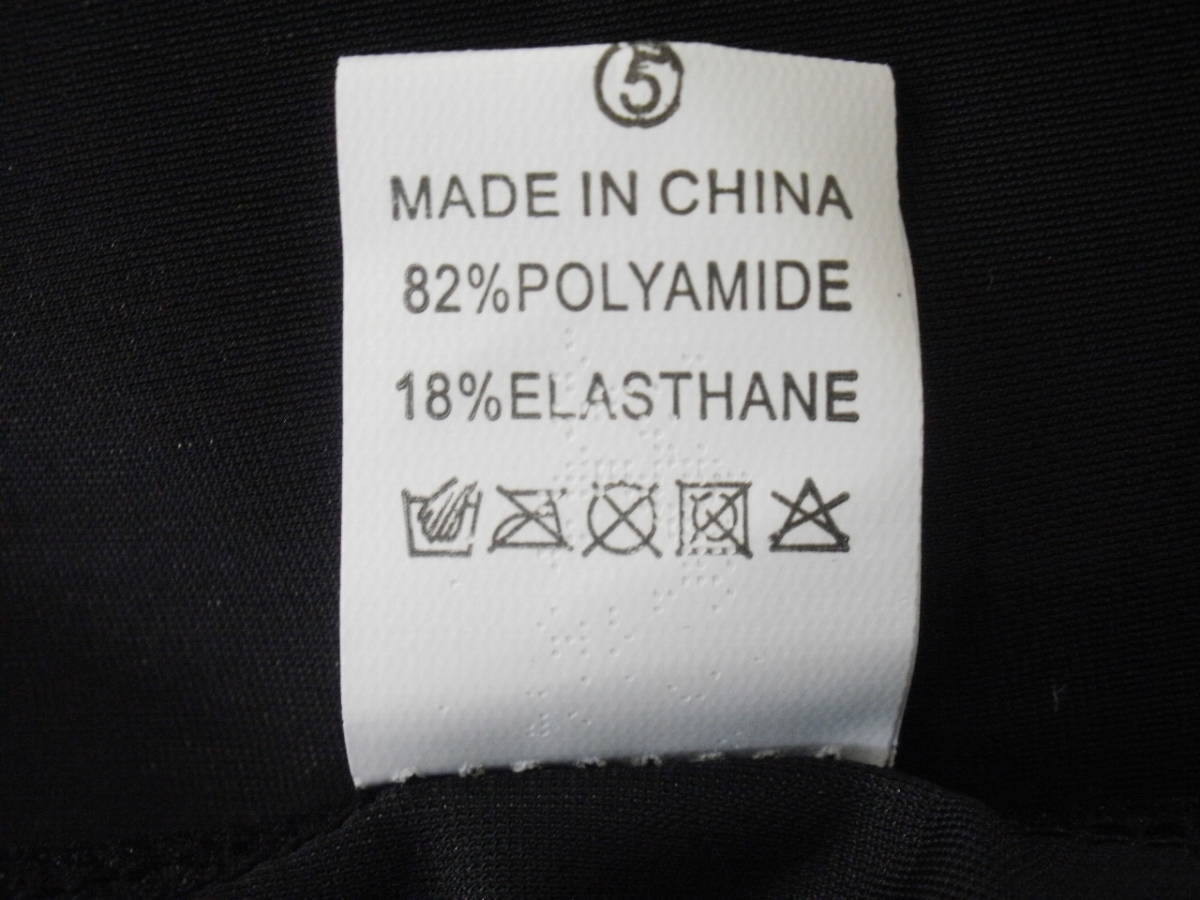 5
MADE IN CHINA
82%POLYAMIDE
18%ELASTHANE